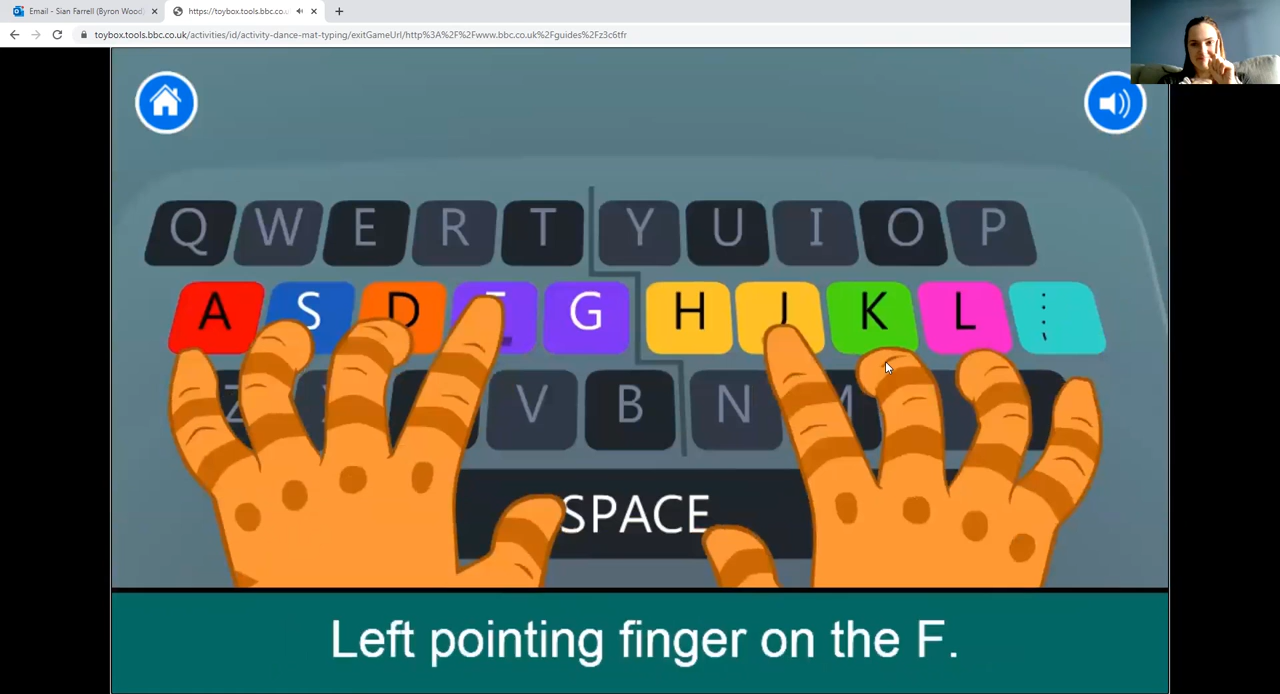 Email - Sian Farrell (Byron Wood)
https://toybox.tools.bbc.co.u
toybox.tools.bbc.co.uk/activities/id/activity-dance-mat-typing/exitGameUrl/http%3A%2F%2Fwww.bbc.co.uk%2Fguides%2Fz3c6tfr
Q W E R T Y U I O P
A S D F G H J K L : ;
Z V B N M
SPACE
Left pointing finger on the F.